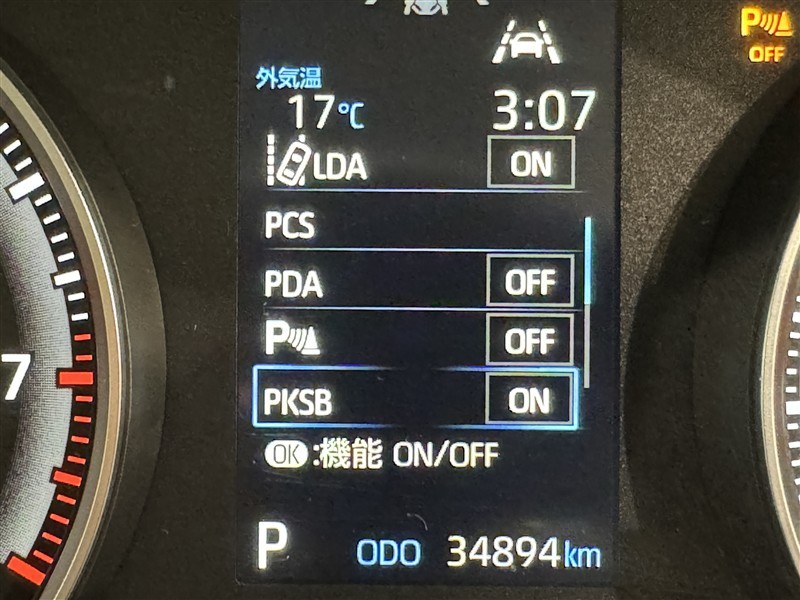 外気温
17℃ 3:07
P OFF
LDA ON
PCS
PDA OFF
P OFF
PKSB ON
OK :機能 ON/OFF
7
P ODO 34894km